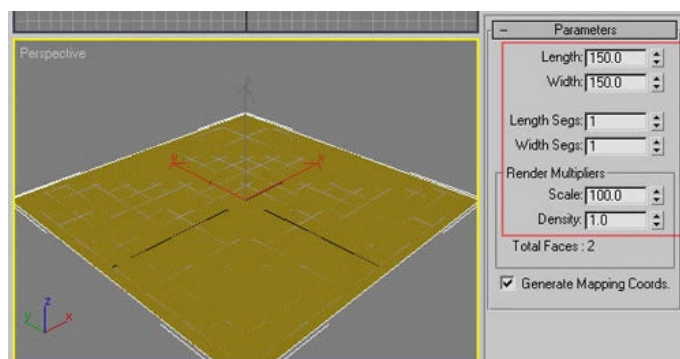 Perspective
y
x
z
y
x
– Parameters
Length: 150.0
Width: 150.0
Length Segs: 1
Width Segs: 1
Render Multipliers
Scale: 100.0
Density: 1.0
Total Faces : 2
Generate Mapping Coords.